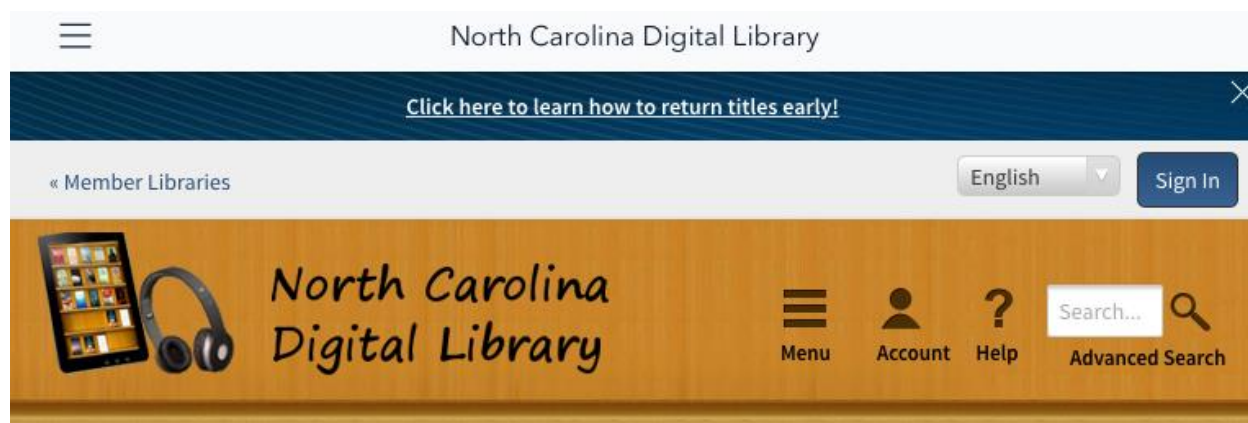 North Carolina Digital Library
Click here to learn how to return titles early!
« Member Libraries
English
Sign In
North Carolina
Digital Library
Menu
Account
Help
Search...
Advanced Search